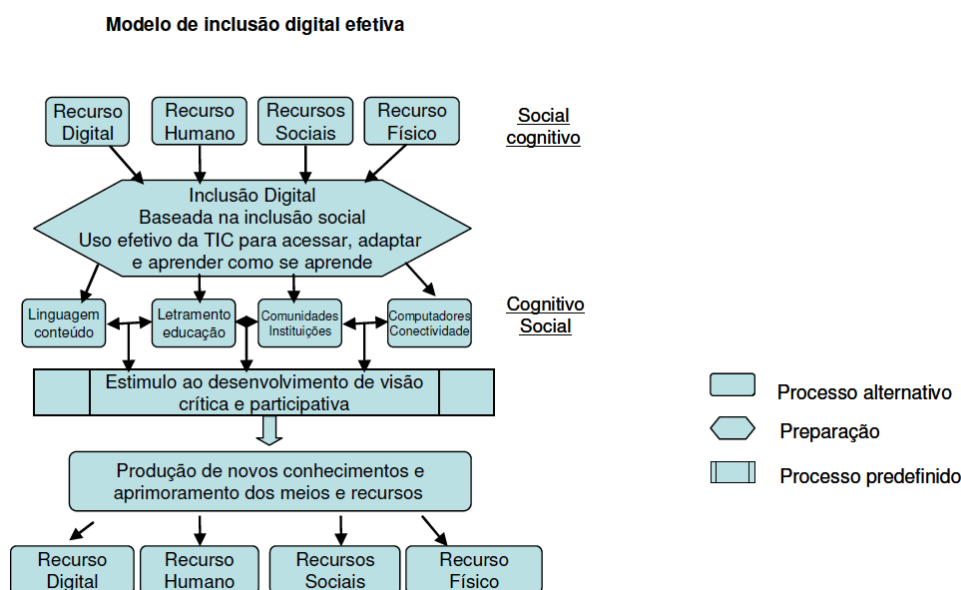 Modelo de inclusão digital efetiva
Recurso
Digital
Recurso
Humano
Recursos
Sociais
Recurso
Físico
Social
cognitivo
Inclusão Digital
Baseada na inclusão social
Uso efetivo da TIC para acessar, adaptar
e aprender como se aprende
Linguagem
conteúdo
Letramento
educação
Comunidades
Instituições
Computadores
Conectividade
Cognitivo
Social
Estimulo ao desenvolvimento de visão
crítica e participativa
Produção de novos conhecimentos e
aprimoramento dos meios e recursos
Recurso
Digital
Recurso
Humano
Recursos
Sociais
Recurso
Físico
Processo alternativo
Preparação
Processo predefinido